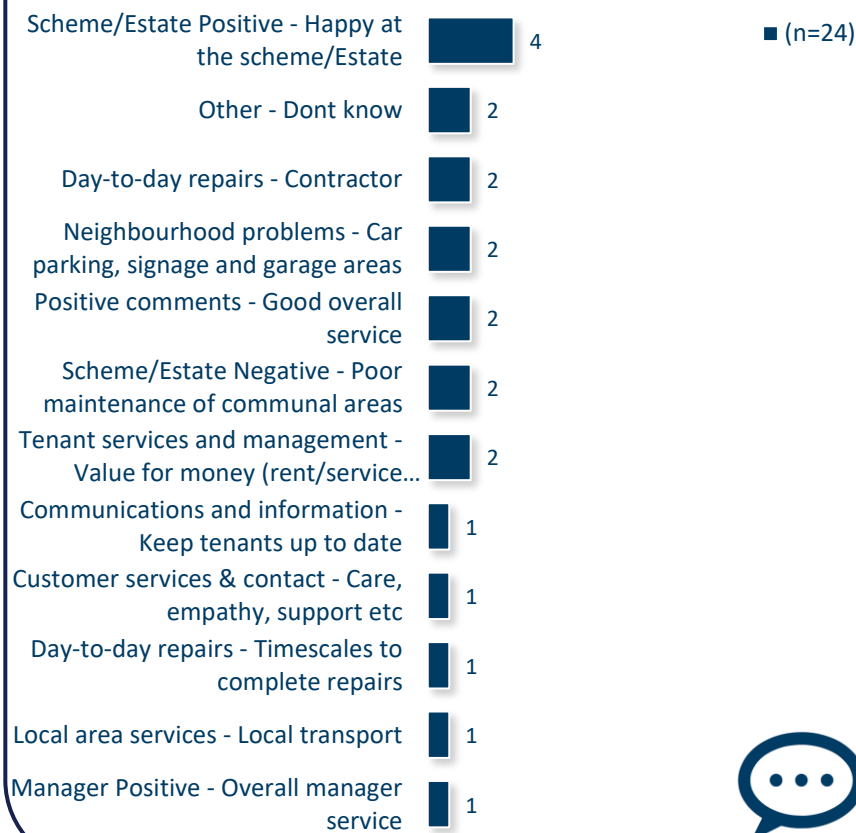 Scheme/Estate Positive - Happy at
the scheme/Estate
4
(n=24)
Other - Dont know
2
Day-to-day repairs - Contractor
2
Neighbourhood problems - Car
parking, signage and garage areas
2
Positive comments - Good overall
service
2
Scheme/Estate Negative - Poor
maintenance of communal areas
2
Tenant services and management -
Value for money (rent/service...
2
Communications and information -
Keep tenants up to date
1
Customer services & contact - Care,
empathy, support etc
1
Day-to-day repairs - Timescales to
complete repairs
1
Local area services - Local transport
1
Manager Positive - Overall manager
service
1